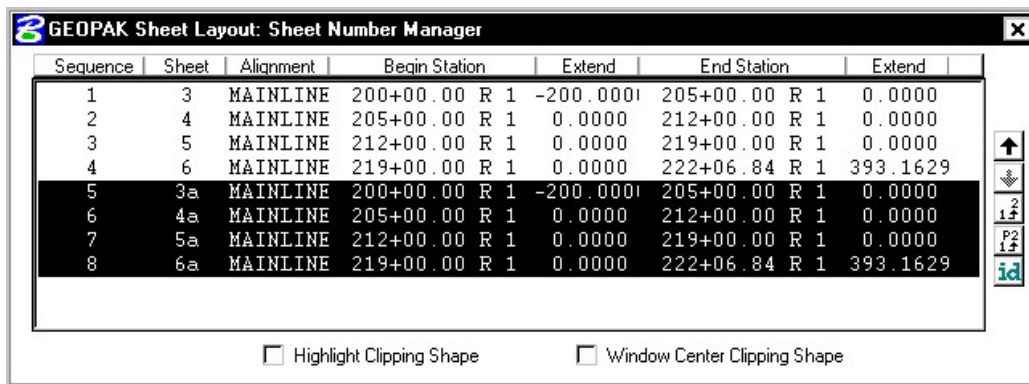 GEOPAK Sheet Layout: Sheet Number Manager
Sequence Sheet Alignment Begin Station Extend End Station Extend
1 3 MAINLINE 200+00.00 R 1 -200.000 205+00.00 R 1 0.0000
2 4 MAINLINE 205+00.00 R 1 0.0000 212+00.00 R 1 0.0000
3 5 MAINLINE 212+00.00 R 1 0.0000 219+00.00 R 1 0.0000
4 6 MAINLINE 219+00.00 R 1 0.0000 222+06.84 R 1 393.1629
5 3a MAINLINE 200+00.00 R 1 -200.000 205+00.00 R 1 0.0000
6 4a MAINLINE 205+00.00 R 1 0.0000 212+00.00 R 1 0.0000
7 5a MAINLINE 212+00.00 R 1 0.0000 219+00.00 R 1 0.0000
8 6a MAINLINE 219+00.00 R 1 0.0000 222+06.84 R 1 393.1629
1 2
P2
1
id
Highlight Clipping Shape Window Center Clipping Shape